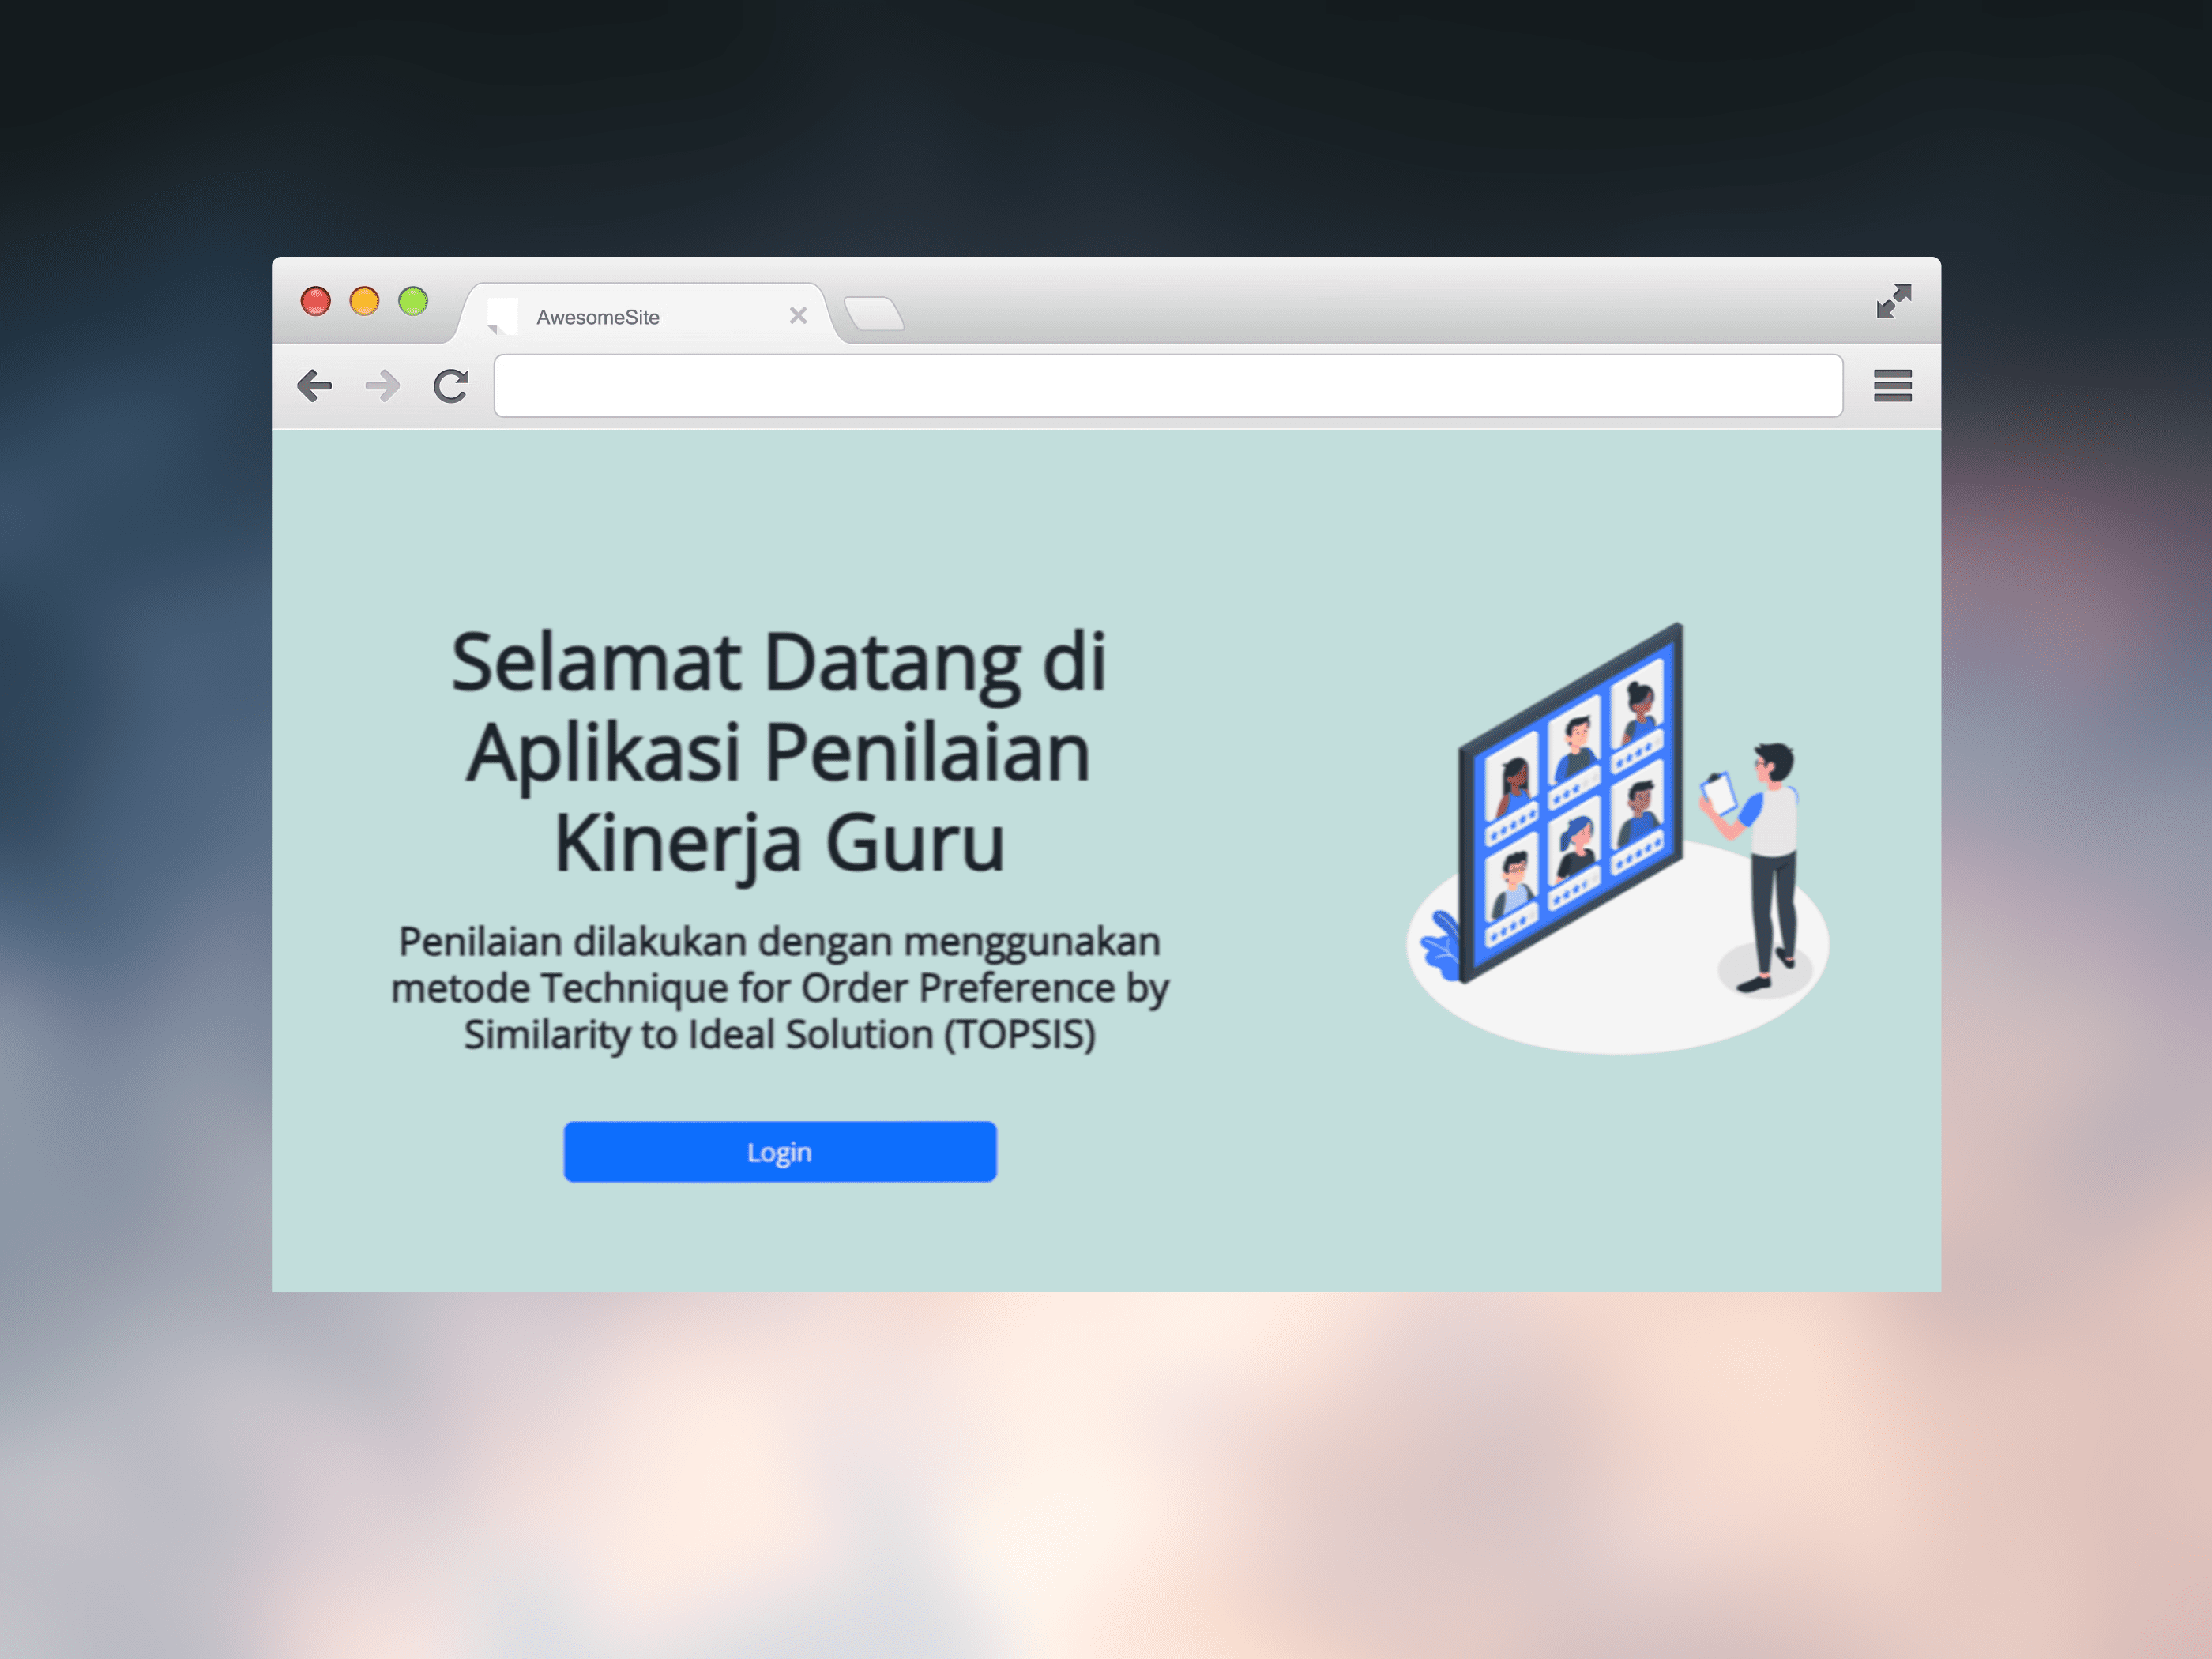 AwesomeSite
Selamat Datang di
Aplikasi Penilaian
Kinerja Guru
Penilaian dilakukan dengan menggunakan
metode Technique for Order Preference by
Similarity to Ideal Solution (TOPSIS)
Login